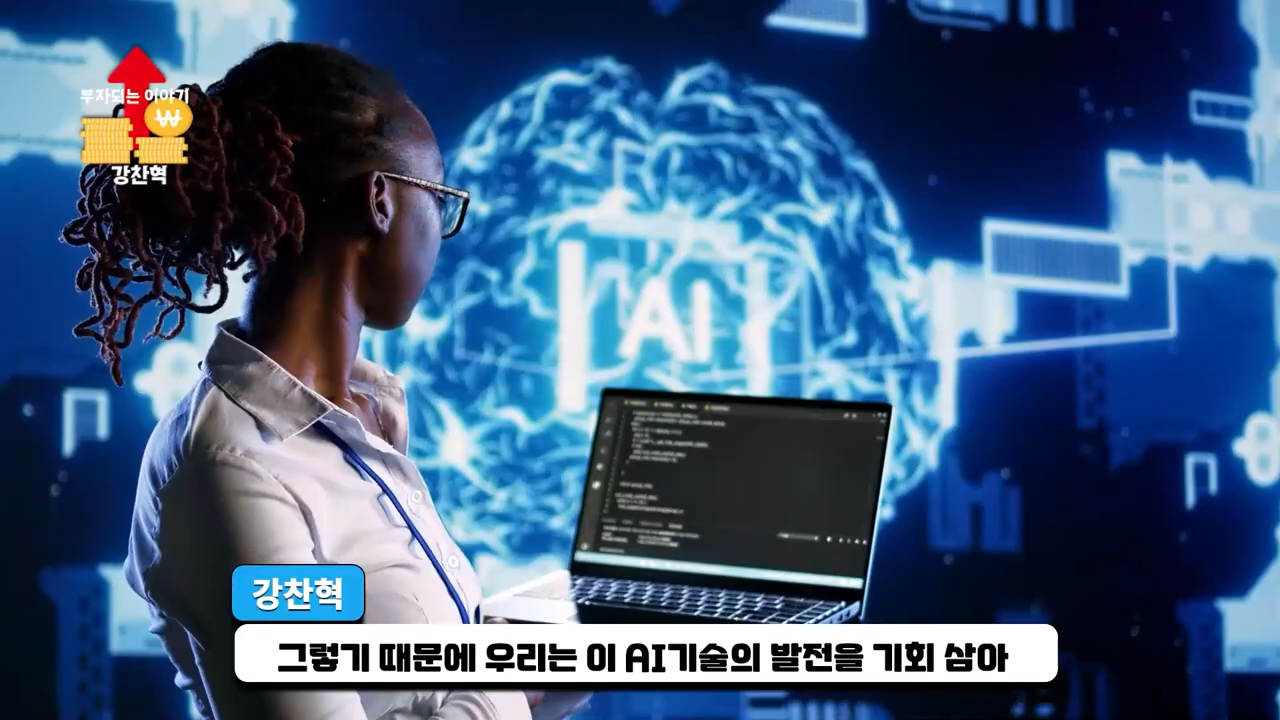 부자되는 이야기
₩
강찬혁
AI
강찬혁
그렇기 때문에 우리는 이 AI기술의 발전을 기회 삼아